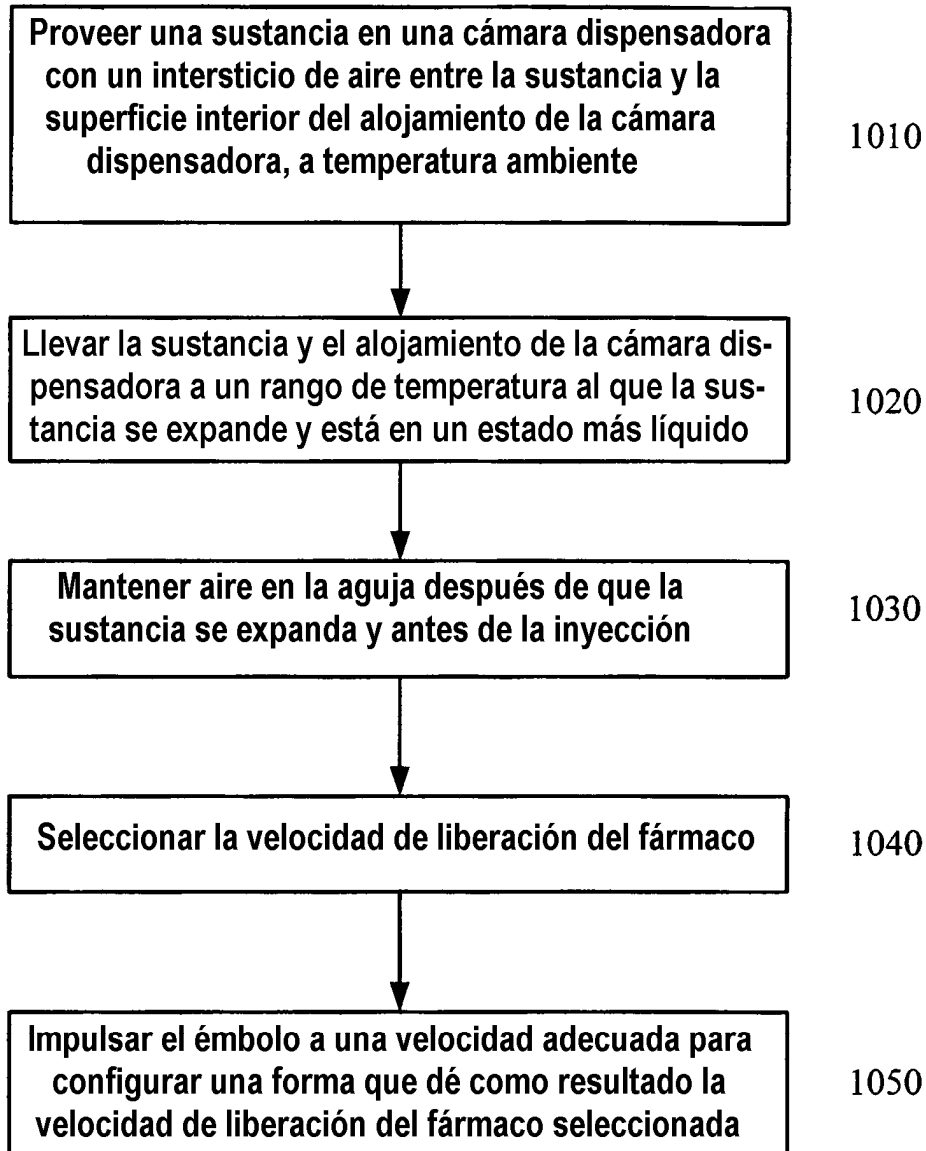 Proveer una sustancia en una cámara dispensadora
con un intersticio de aire entre la sustancia y la
superficie interior del alojamiento de la cámara
dispensadora, a temperatura ambiente
1010
Llevar la sustancia y el alojamiento de la cámara dis-
pensadora a un rango de temperatura al que la sus-
tancia se expande y está en un estado más líquido
1020
Mantener aire en la aguja después de que la
sustancia se expanda y antes de la inyección
1030
Seleccionar la velocidad de liberación del fármaco
1040
Impulsar el émbolo a una velocidad adecuada para
configurar una forma que dé como resultado la
velocidad de liberación del fármaco seleccionada
1050